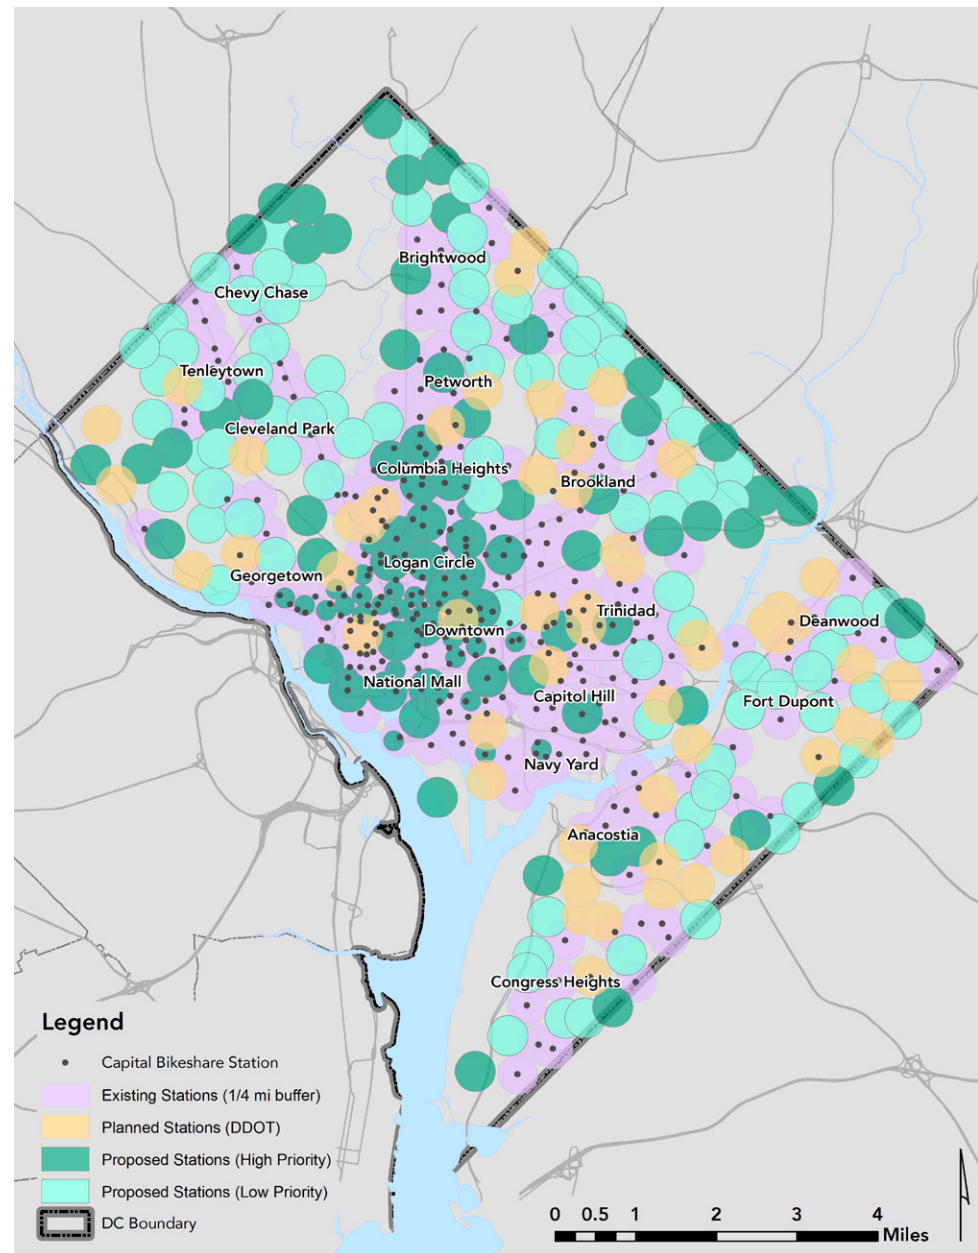 Brightwood
Chevy Chase
Tenleytown
Petworth
Cleveland Park
Columbia Heights
Brookland
Logan Circle
Georgetown
Trinidad
Deanwood
Downtown
National Mall
Capitol Hill
Fort Dupont
Navy Yard
Anacostia
Congress Heights
Legend
Capital Bikeshare Station
Existing Stations (1/4 mi buffer)
Planned Stations (DDOT)
Proposed Stations (High Priority)
Proposed Stations (Low Priority)
DC Boundary
0 0.5 1 2 3 4
Miles